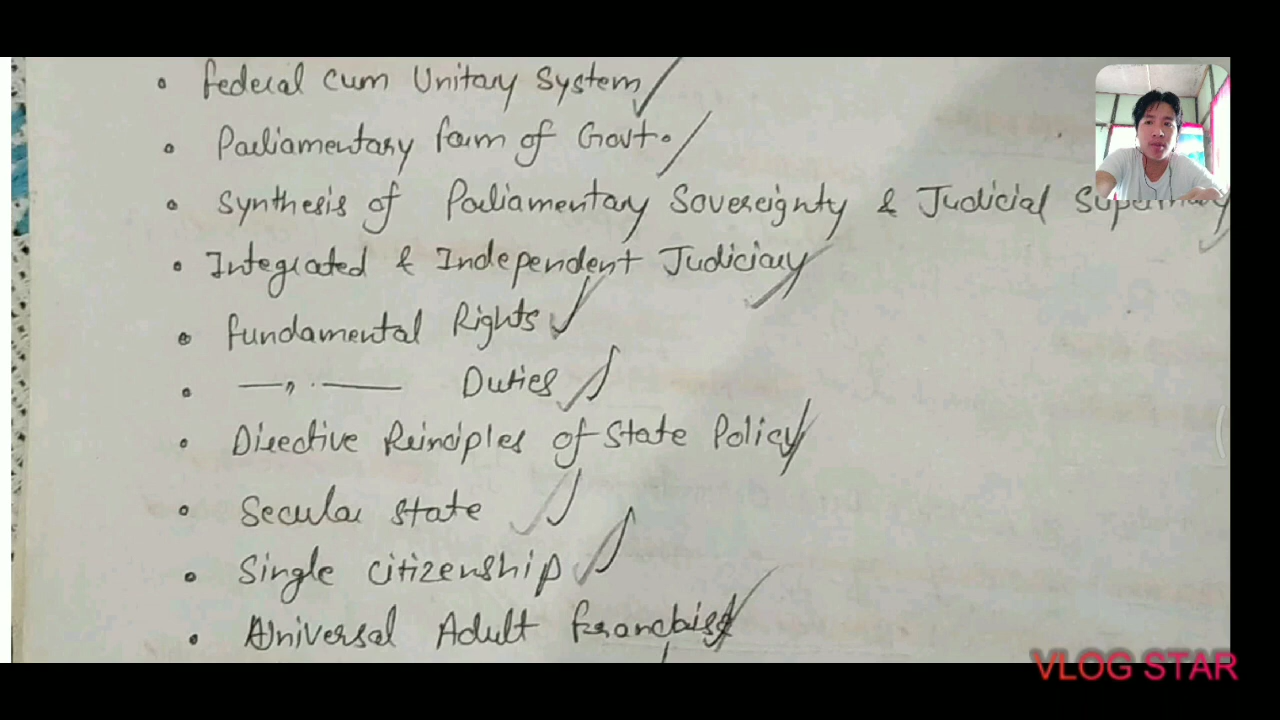 • Federal cum Unitary System
• Parliamentary form of Govt.
• Synthesis of Parliamentary Sovereignty & Judicial Supremacy
• Integrated & Independent Judiciary
• Fundamental Rights
• —〃— Duties
• Directive Principles of State Policy
• Secular State
• Single citizenship
• Universal Adult Franchise
VLOG STAR